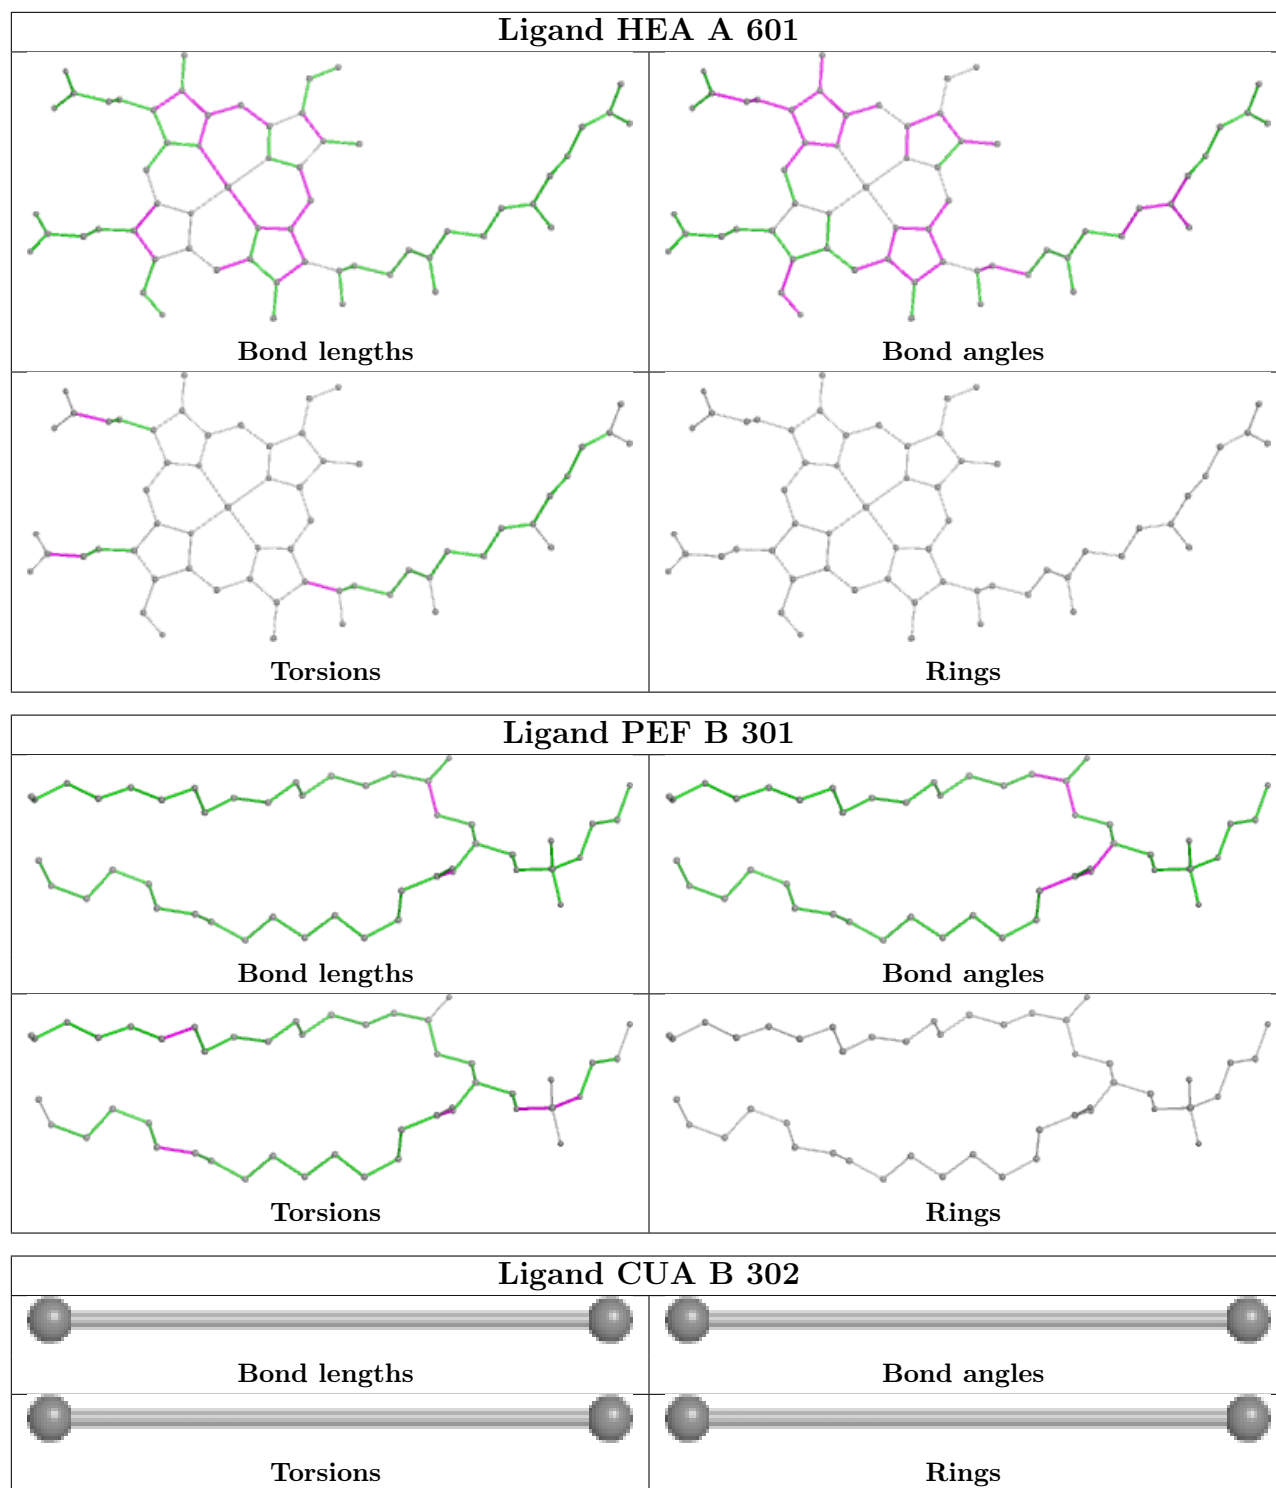 Ligand HEA A 601
Bond lengths
Bond angles
Torsions
Rings
Ligand PEF B 301
Bond lengths
Bond angles
Torsions
Rings
Ligand CUA B 302
Bond lengths
Bond angles
Torsions
Rings